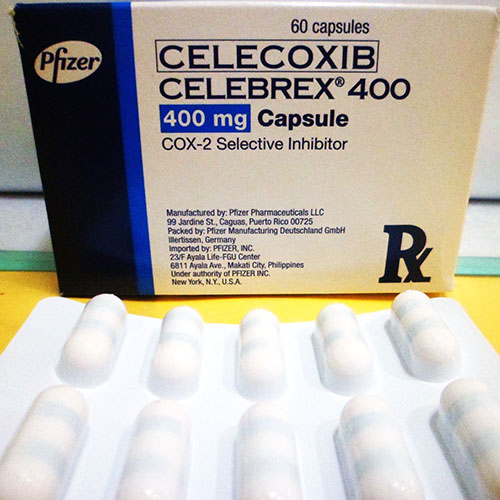 60 capsules
Pfizer
CELECOXIB
CELEBREX® 400
400 mg Capsule
COX-2 Selective Inhibitor
Manufactured by: Pfizer Pharmaceuticals LLC
99 Jardine St., Caguas, Puerto Rico 00725
Packed by: Pfizer Manufacturing Deutschland GmbH
Illertissen, Germany
Imported by: PFIZER, INC.
23/F Ayala Life-FGU Center
6811 Ayala Ave., Makati City, Philippines
Under authority of PFIZER INC.
New York, N.Y., U.S.A.
Rx